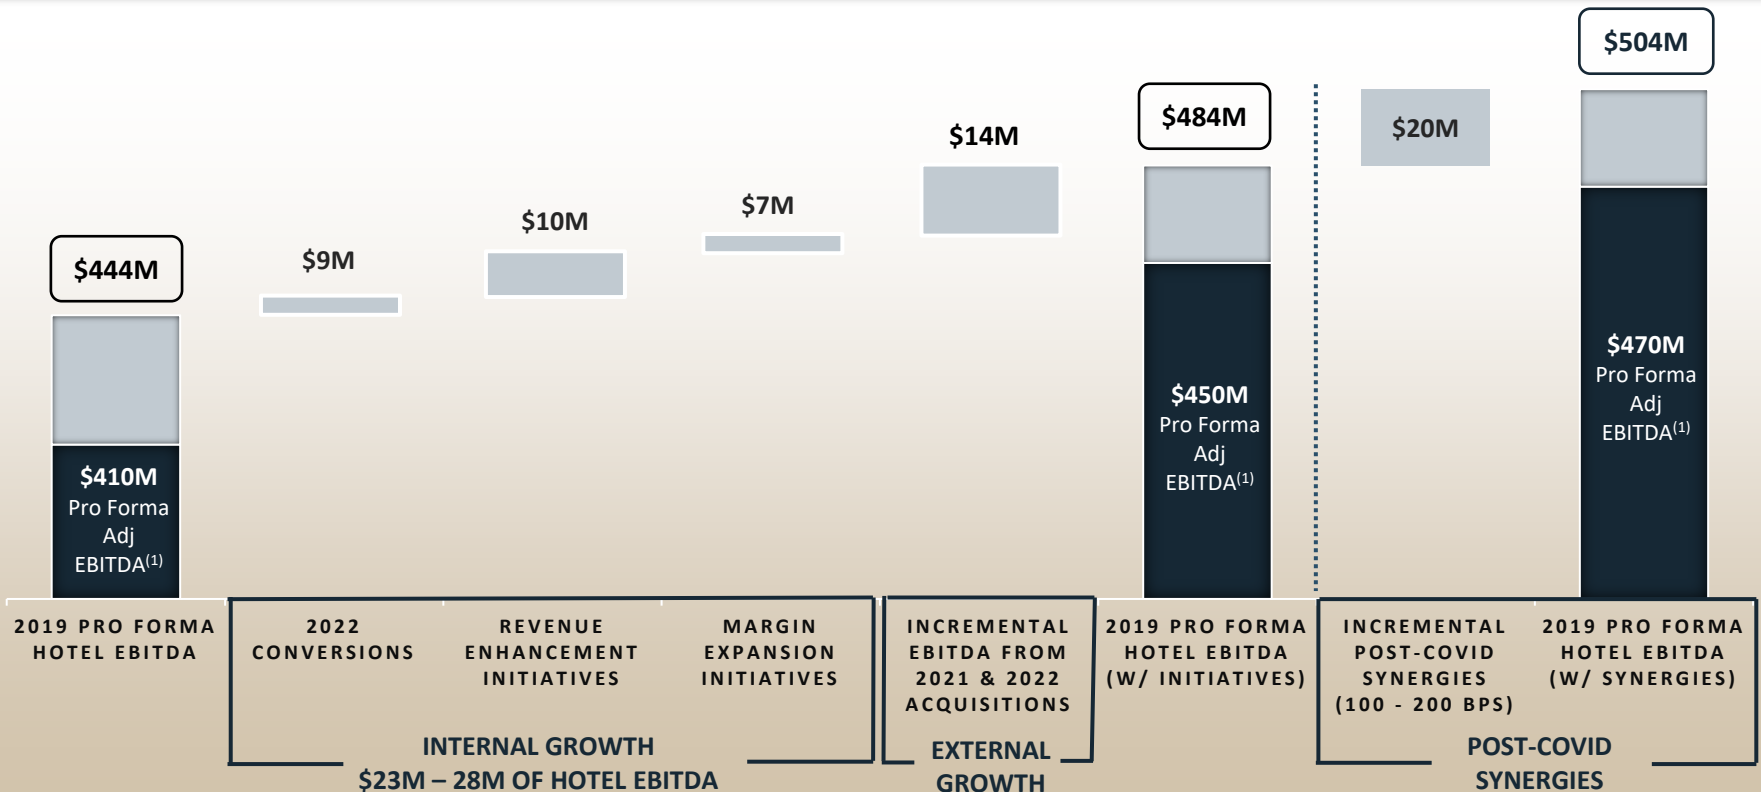 $504M
$484M
$20M
$14M
$7M
$10M
$9M
$444M
$410M
Pro Forma
Adj
EBITDA(1)
$450M
Pro Forma
Adj
EBITDA(1)
$470M
Pro Forma
Adj
EBITDA(1)
2019 PRO FORMA
HOTEL EBITDA
2022
CONVERSIONS
REVENUE
ENHANCEMENT
INITIATIVES
MARGIN
EXPANSION
INITIATIVES
INCREMENTAL
EBITDA FROM
2021 & 2022
ACQUISITIONS
2019 PRO FORMA
HOTEL EBITDA
(W/ INITIATIVES)
INCREMENTAL
POST-COVID
SYNERGIES
(100 - 200 BPS)
2019 PRO FORMA
HOTEL EBITDA
(W/ SYNERGIES)
INTERNAL GROWTH
$23M – 28M OF HOTEL EBITDA
EXTERNAL
GROWTH
POST-COVID
SYNERGIES